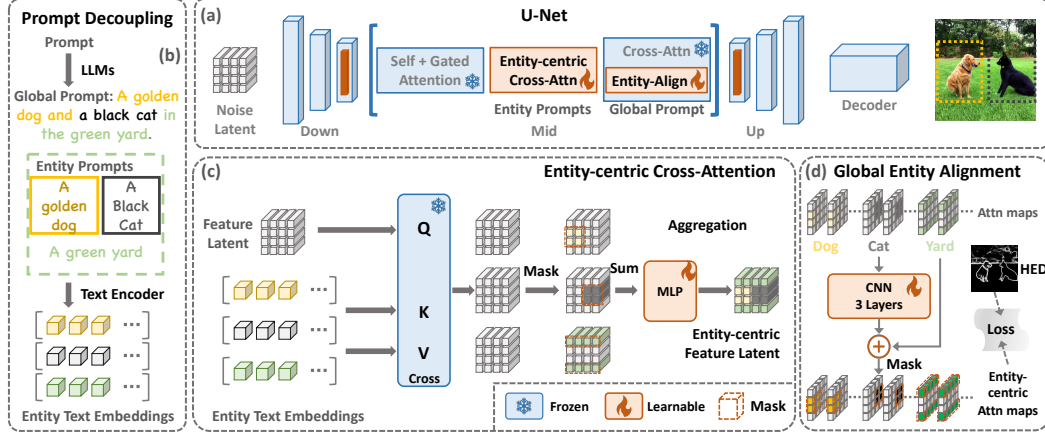 Prompt Decoupling
Prompt
(b)
LLMs
Global Prompt: A golden
dog and a black cat in
the green yard.
Entity Prompts
A
golden
dog
A
Black
Cat
A green yard
Text Encoder
...
...
...
Entity Text Embeddings
(a)
U-Net
Noise
Latent
Down
Self + Gated
Attention
Entity-centric
Cross-Attn
Entity Prompts
Mid
Cross-Attn
Entity-Align
Global Prompt
Up
Decoder
(c)
Entity-centric Cross-Attention
Feature
Latent
Q
K
V
Cross
Mask
Sum
Aggregation
MLP
Entity-centric
Feature Latent
...
...
...
Entity Text Embeddings
Frozen
Learnable
Mask
(d) Global Entity Alignment
Attn maps
Dog
Cat
Yard
CNN
3 Layers
HED
Loss
+
Mask
Entity-
centric
Attn maps